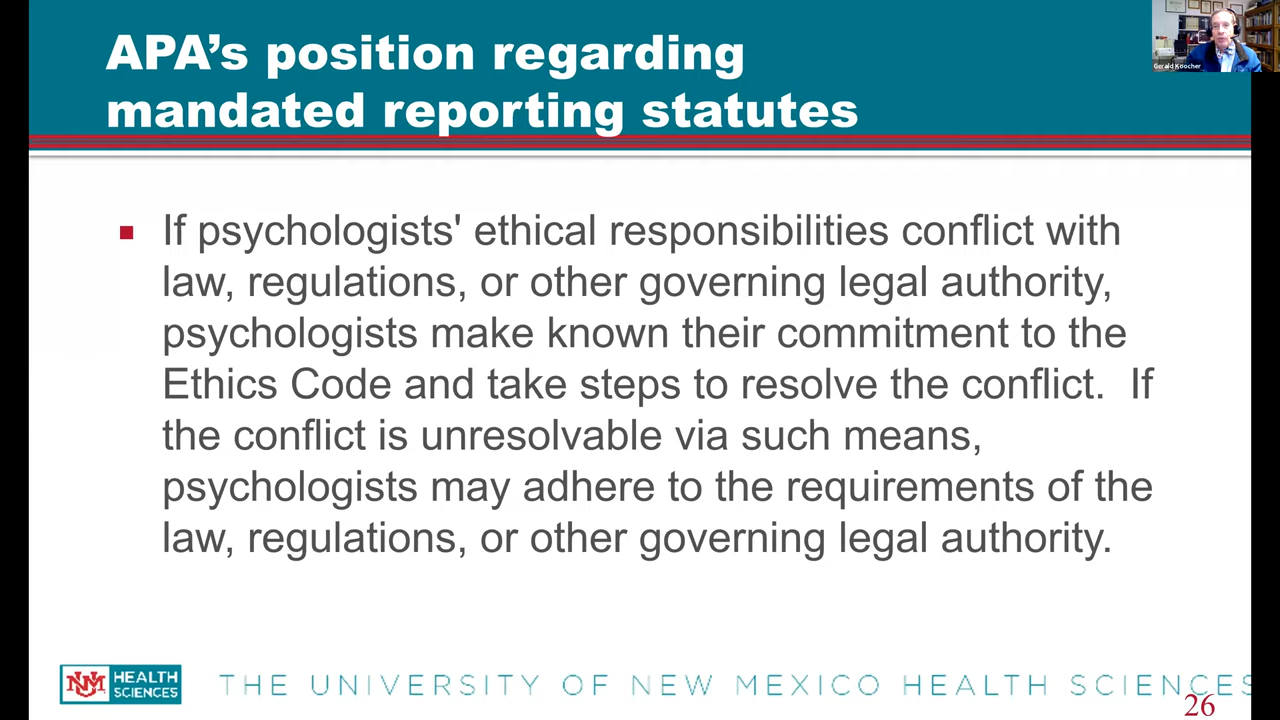 APA’s position regarding
mandated reporting statutes
Gerald Koocher
▪ If psychologists' ethical responsibilities conflict with
law, regulations, or other governing legal authority,
psychologists make known their commitment to the
Ethics Code and take steps to resolve the conflict.  If
the conflict is unresolvable via such means,
psychologists may adhere to the requirements of the
law, regulations, or other governing legal authority.
UNM HEALTH
SCIENCES
THE UNIVERSITY OF NEW MEXICO HEALTH SCIENCES
26